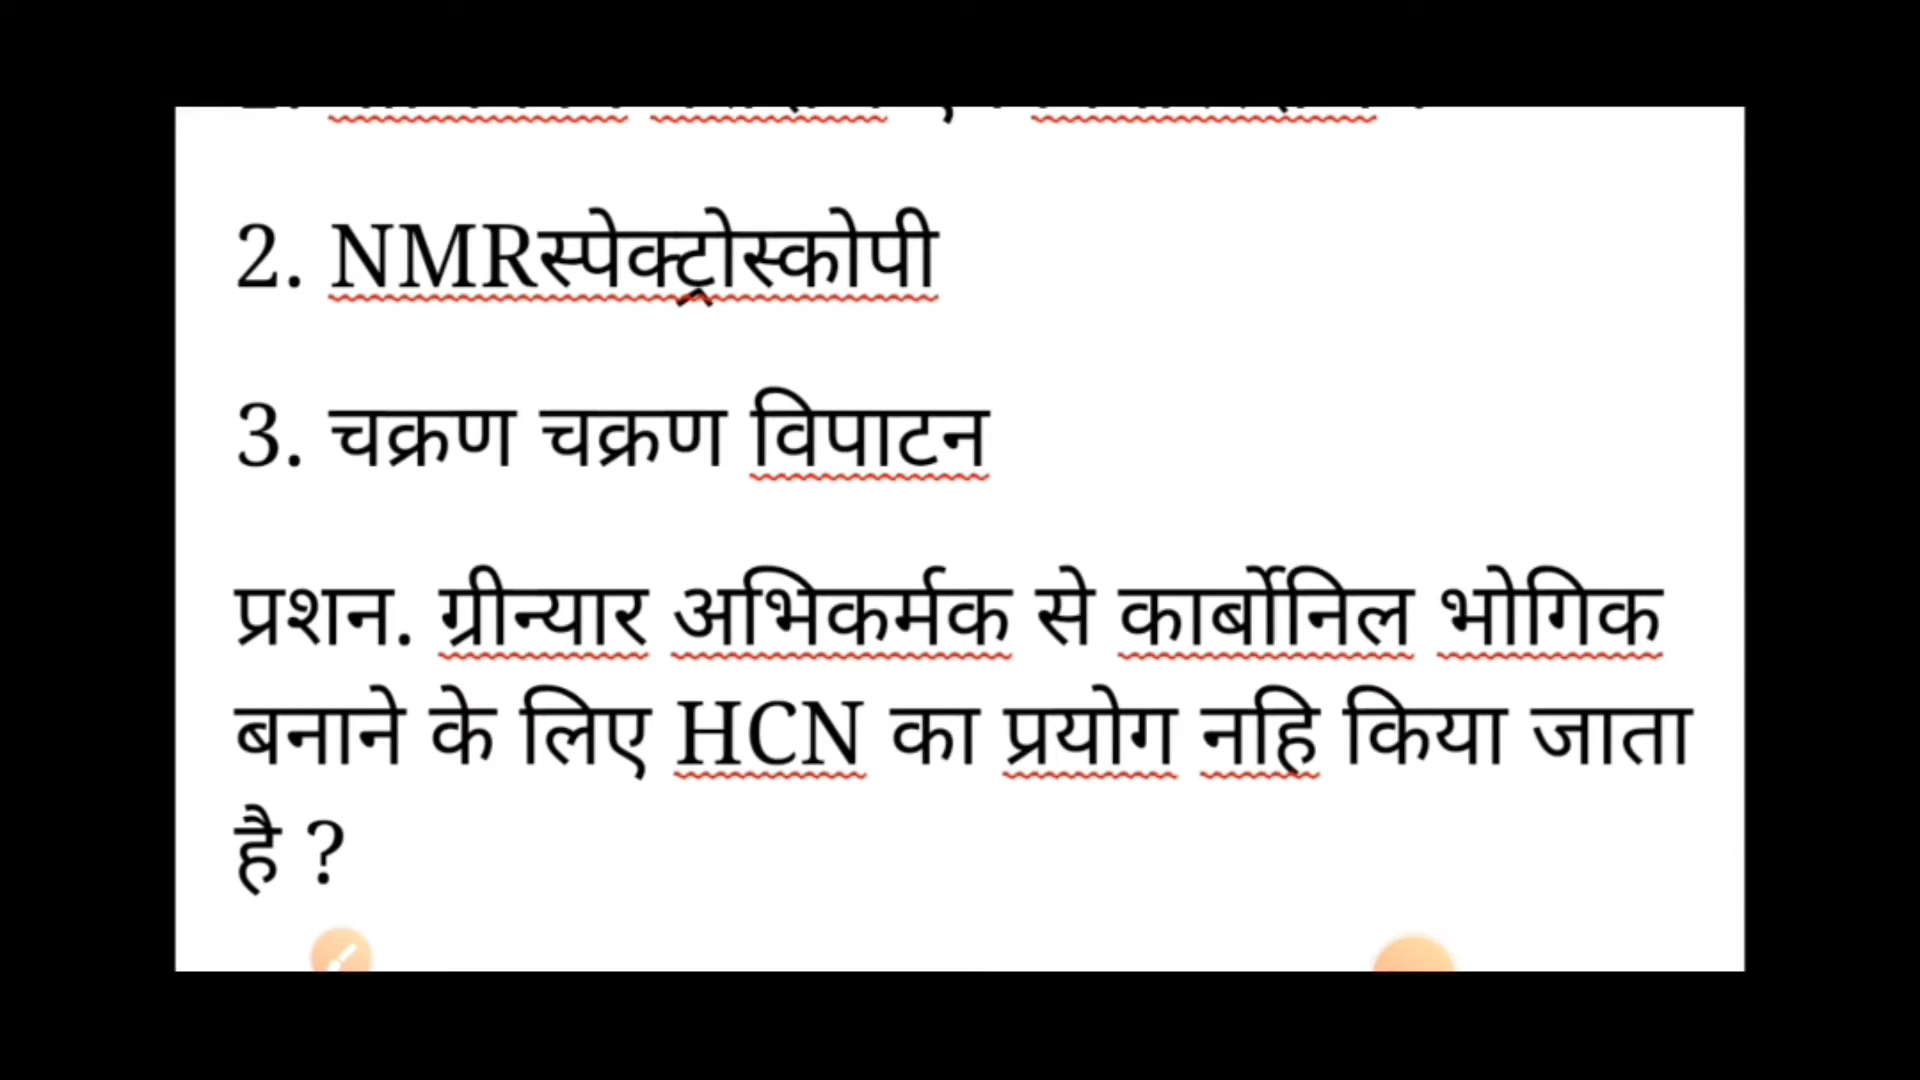 2. NMRस्पेक्ट्रोस्कोपी
3. चक्रण चक्रण विपाटन
प्रशन. ग्रीन्यार अभिकर्मक से कार्बोनिल भोगिक
बनाने के लिए HCN का प्रयोग नहि किया जाता
है ?